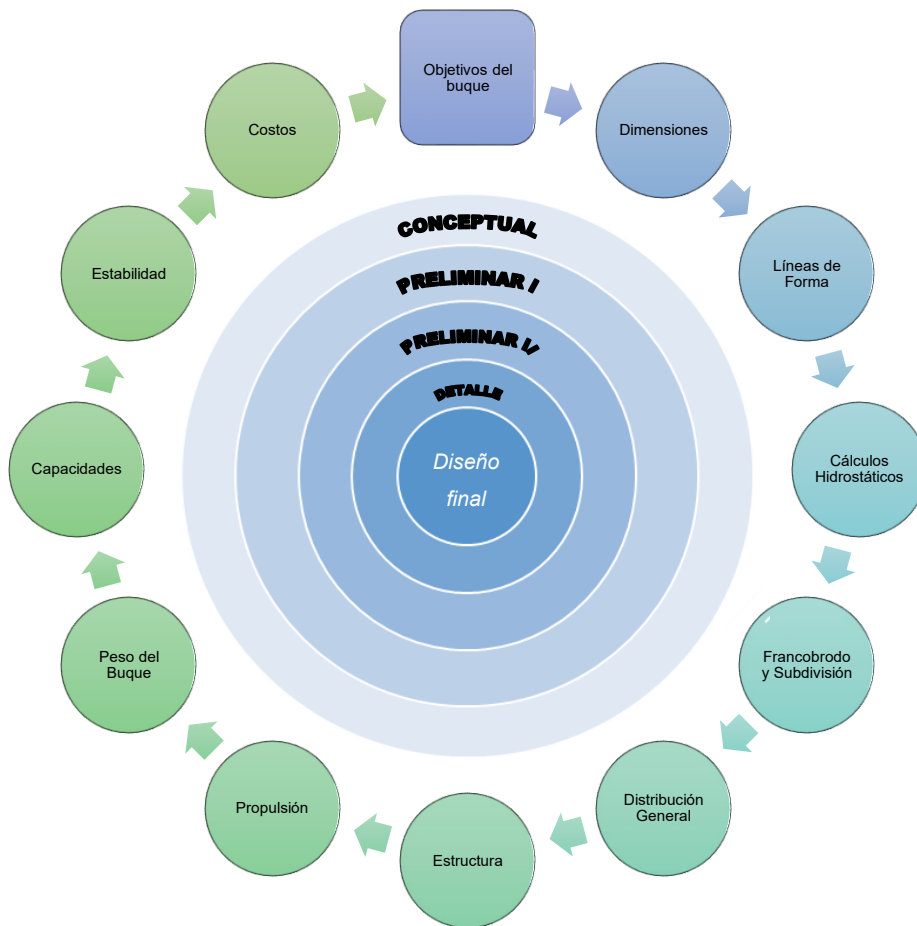 Objetivos del
buque
Dimensiones
Líneas de
Forma
Cálculos
Hidrostáticos
Francobrodo
y Subdivisión
Distribución
General
Estructura
Propulsión
Peso del
Buque
Capacidades
Estabilidad
Costos
CONCEPTUAL
PRELIMINAR I
PRELIMINAR II
DETALLE
Diseño
final